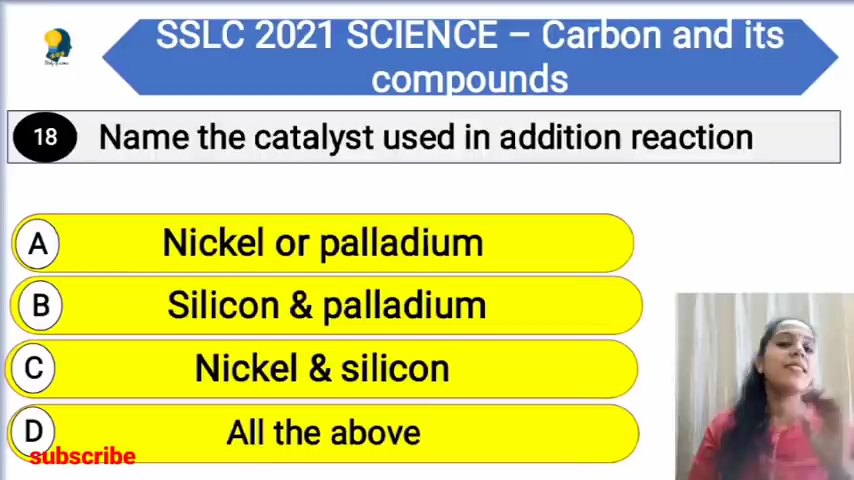 SSLC 2021 SCIENCE – Carbon and its
compounds
18 Name the catalyst used in addition reaction
A Nickel or palladium
B Silicon & palladium
C Nickel & silicon
D All the above
subscribe